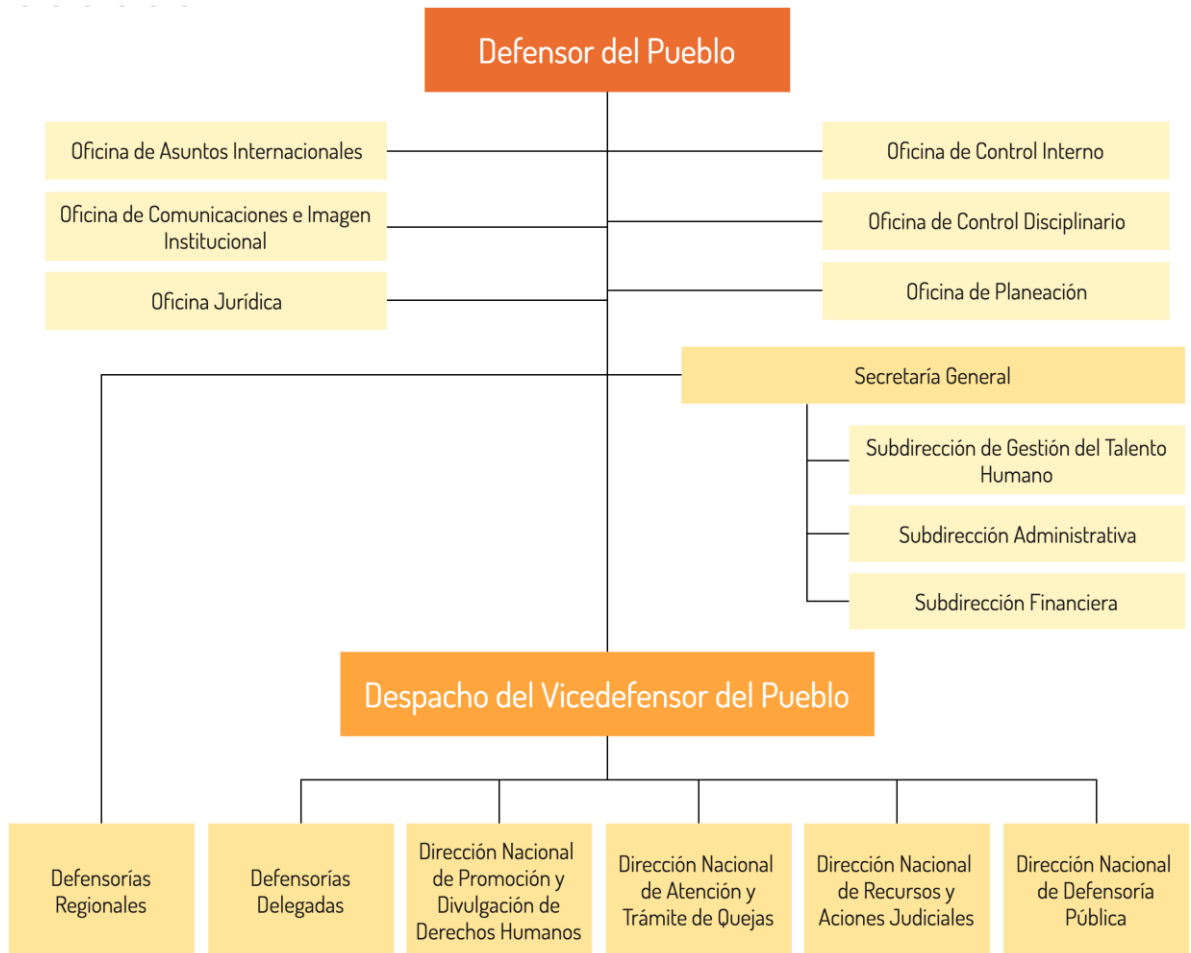 Defensor del Pueblo
Oficina de Asuntos Internacionales
Oficina de Control Interno
Oficina de Comunicaciones e Imagen
Institucional
Oficina de Control Disciplinario
Oficina Jurídica
Oficina de Planeación
Secretaría General
Subdirección de Gestión del Talento
Humano
Subdirección Administrativa
Subdirección Financiera
Despacho del Vicedefensor del Pueblo
Defensorías
Regionales
Defensorías
Delegadas
Dirección Nacional
de Promoción y
Divulgación de
Derechos Humanos
Dirección Nacional
de Atención y
Trámite de Quejas
Dirección Nacional
de Recursos y
Acciones Judiciales
Dirección Nacional
de Defensoría
Pública